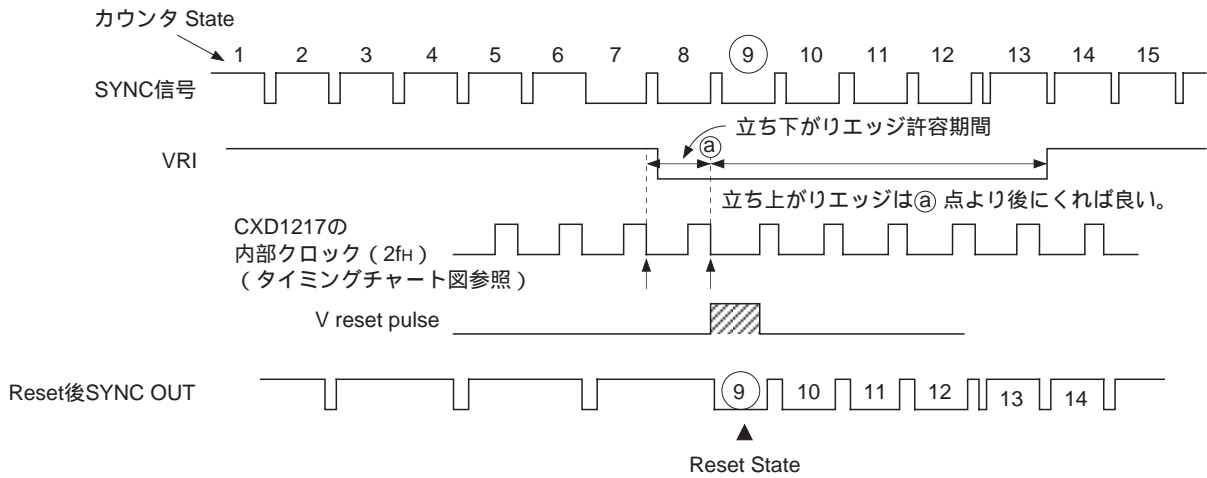 カウンタ State
1 2 3 4 5 6 7 8 ⑨ 10 11 12 13 14 15
SYNC信号
立ち下がりエッジ許容期間
ⓐ
VRI
立ち上がりエッジはⓐ 点より後にくれば良い。
CXD1217の
内部クロック（2fH）
（タイミングチャート図参照）
V reset pulse
Reset後SYNC OUT
⑨ 10 11 12 13 14
Reset State